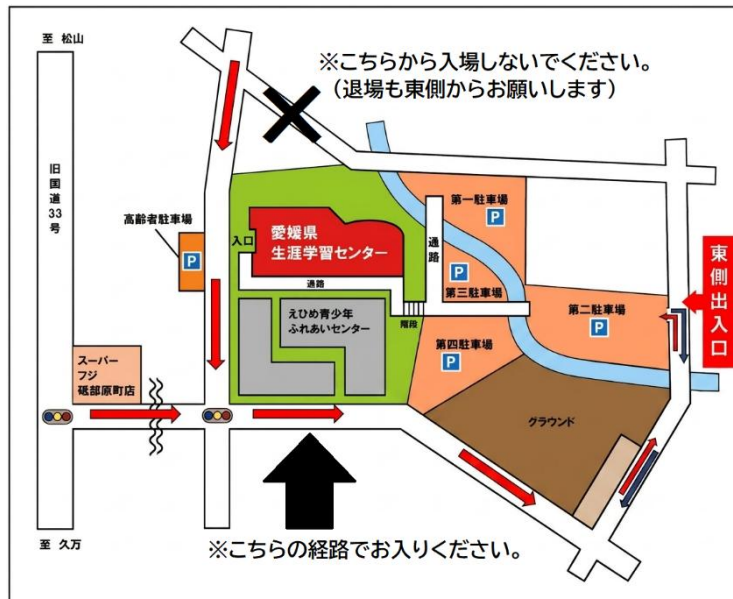 至 松山
※こちらから入場しないでください。
（退場も東側からお願いします）
旧国道33号
高齢者駐車場
P
入口
愛媛県
生涯学習センター
通路
通路
第一駐車場
P
P
第三駐車場
第二駐車場
P
東側出入口
えひめ青少年
ふれあいセンター
階段
第四駐車場
P
スーパー
フジ
砥部原町店
グラウンド
至 久万
※こちらの経路でお入りください。